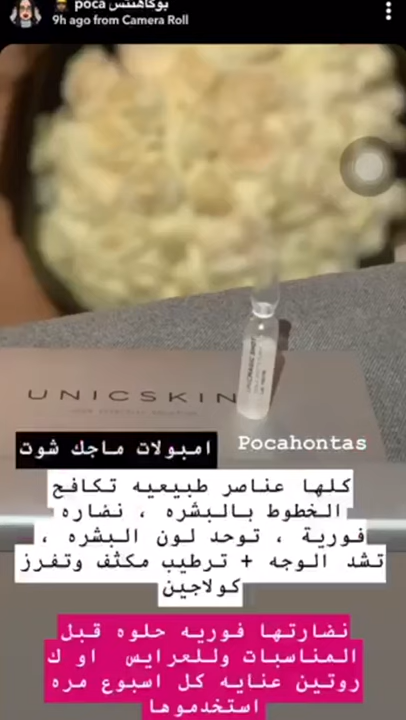 poca بوكاهنتس
9h ago from Camera Roll
UNICSKIN
Pocahontas
امبولات ماجك شوت
كلها عناصر طبيعيه تكافح
الخطوط بالبشره ، نضاره
فورية ، توحد لون البشره ،
تشد الوجه + ترطيب مكثف وتفرز
كولاجين
نضارتها فوريه حلوه قبل
المناسبات وللعرايس او ك
روتين عنايه كل اسبوع مره
استخدموها